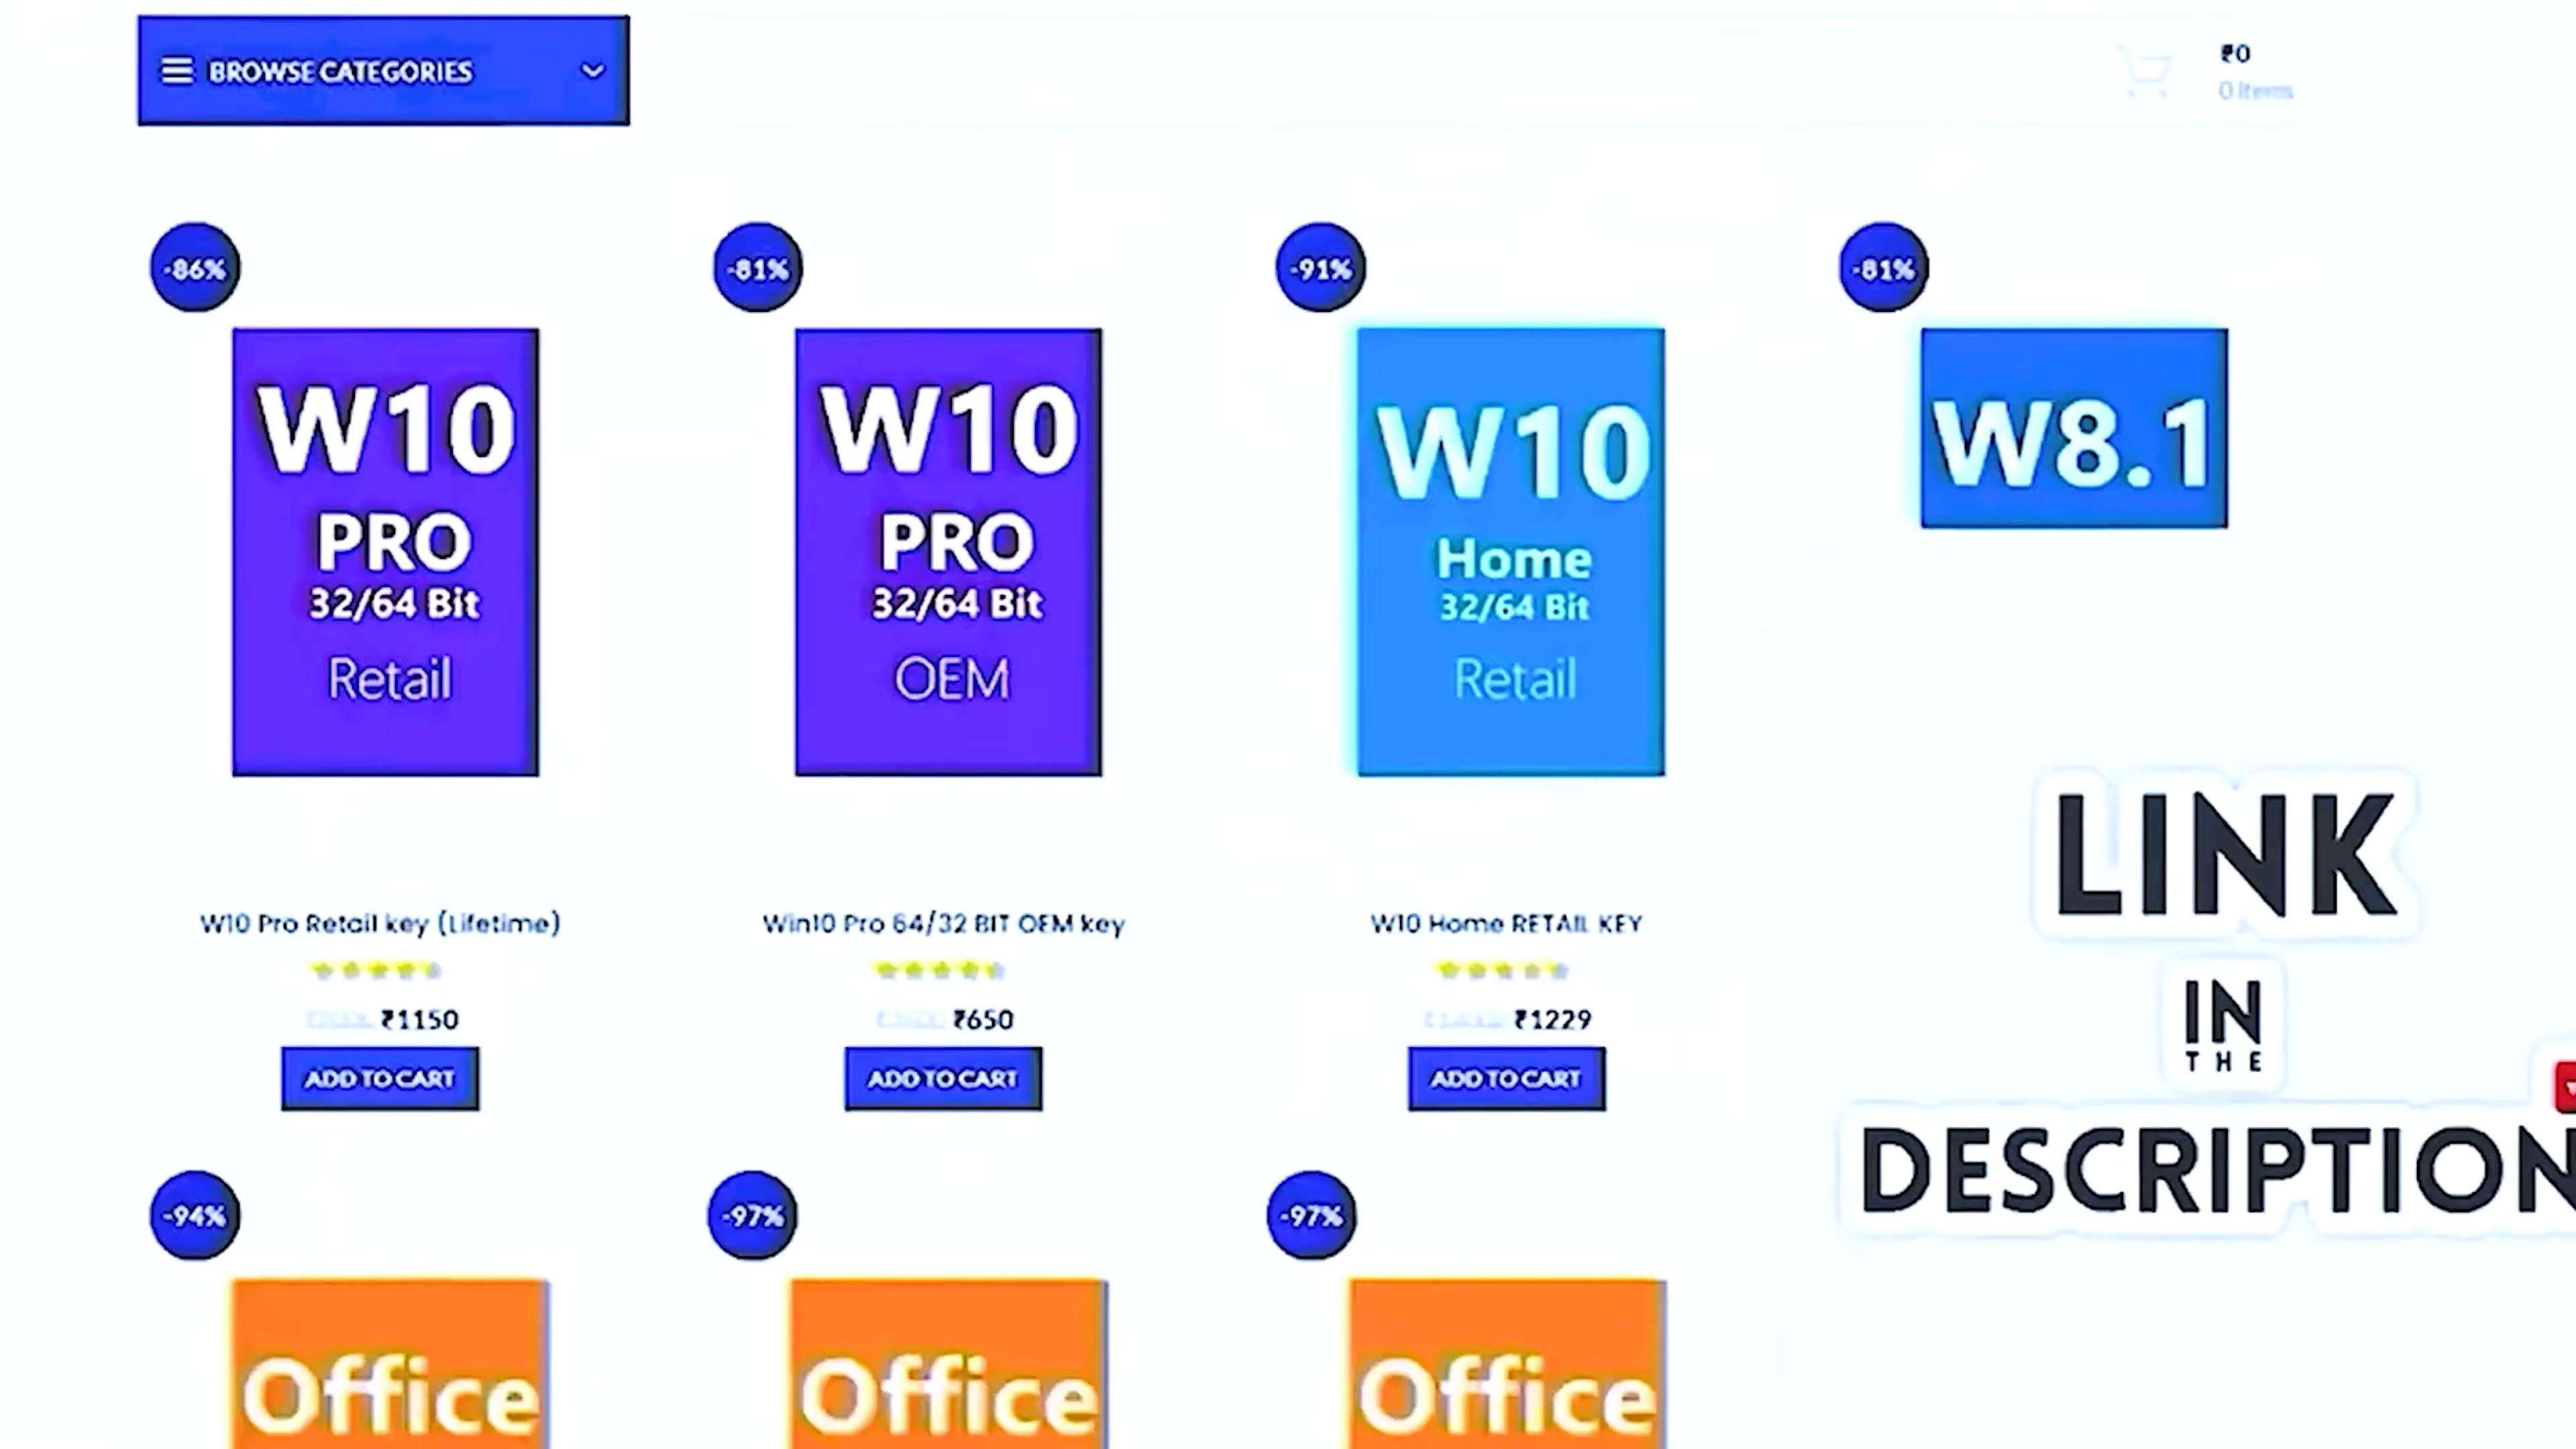 BROWSE CATEGORIES
₹0
0 items
-86%
-81%
-91%
-81%
W10
PRO
32/64 Bit
Retail
W10
PRO
32/64 Bit
OEM
W10
Home
32/64 Bit
Retail
W8.1
W10 Pro Retail key (Lifetime)
₹1150
ADD TO CART
Win10 Pro 64/32 BIT OEM key
₹650
ADD TO CART
W10 Home RETAIL KEY
₹1229
ADD TO CART
LINK
IN
THE
DESCRIPTION
-94%
-97%
-97%
Office
Office
Office